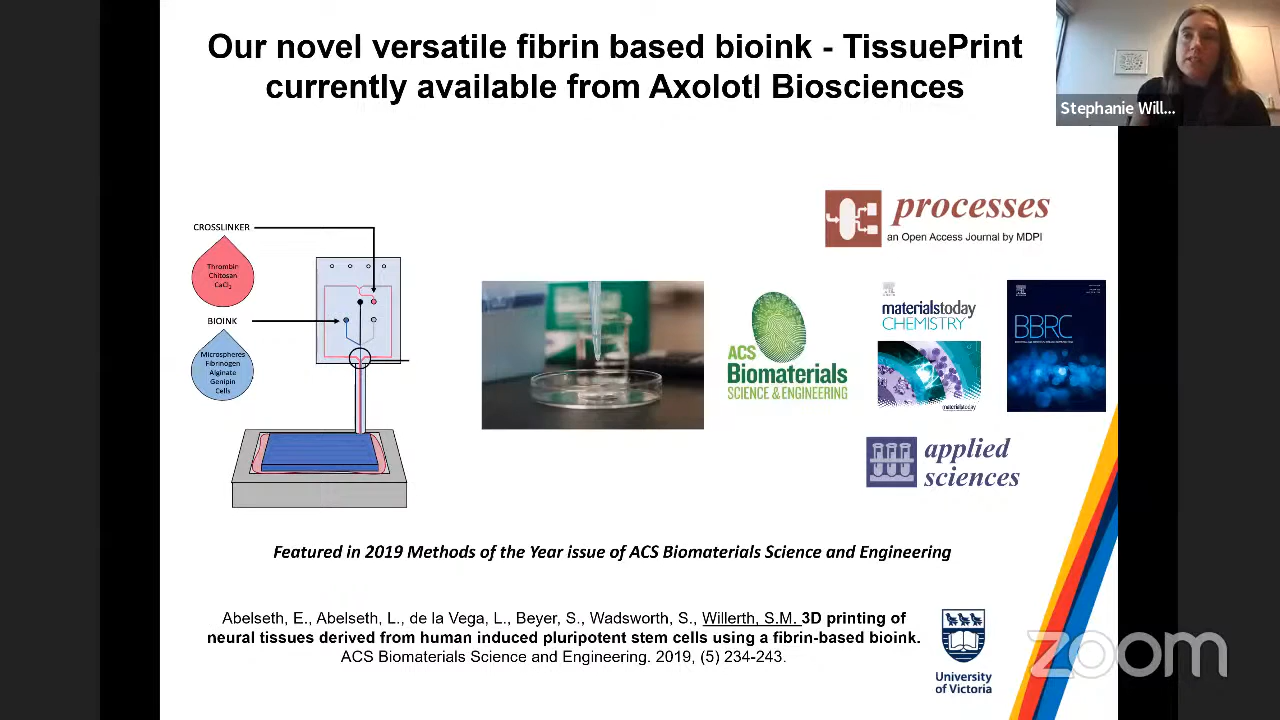 Our novel versatile fibrin based bioink - TissuePrint
currently available from Axolotl Biosciences
Stephanie Will...
CROSSLINKER
Thrombin
Chitosan
CaCl2
BIOINK
Microspheres
Fibrinogen
Alginate
Genipin
Cells
processes
an Open Access Journal by MDPI
ACS
Biomaterials
SCIENCE & ENGINEERING
materialstoday
CHEMISTRY
materialstoday
BBRC
applied
sciences
Featured in 2019 Methods of the Year issue of ACS Biomaterials Science and Engineering
Abelseth, E., Abelseth, L., de la Vega, L., Beyer, S., Wadsworth, S., Willerth, S.M. 3D printing of
neural tissues derived from human induced pluripotent stem cells using a fibrin-based bioink.
ACS Biomaterials Science and Engineering. 2019, (5) 234-243.
University
of Victoria
zoom